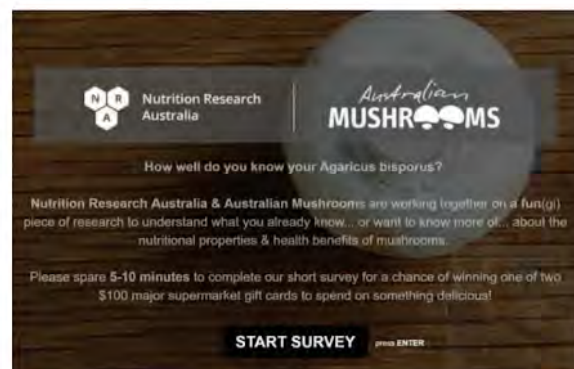 N R
A
Nutrition Research
Australia
Australian
MUSHROOMS
How well do you know your Agaricus bisporus?
Nutrition Research Australia & Australian Mushrooms are working together on a fun(gi)
piece of research to understand what you already know... or want to know more of... about the
nutritional properties & health benefits of mushrooms.
Please spare 5-10 minutes to complete our short survey for a chance of winning one of two
$100 major supermarket gift cards to spend on something delicious!
START SURVEY press ENTER